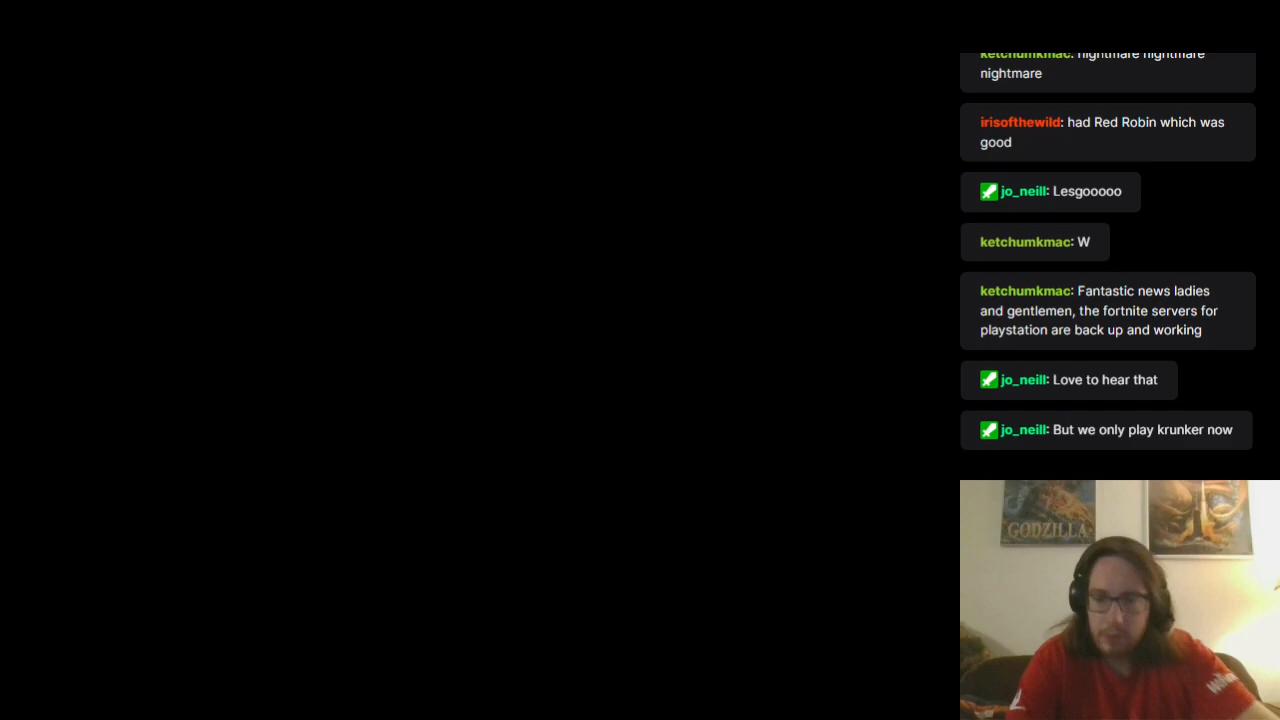 ketchumkmac: nightmare nightmare
nightmare
irisofthewild: had Red Robin which was
good
jo_neill: Lesgooooo
ketchumkmac: W
ketchumkmac: Fantastic news ladies
and gentlemen, the fortnite servers for
playstation are back up and working
jo_neill: Love to hear that
jo_neill: But we only play krunker now
GODZILLA